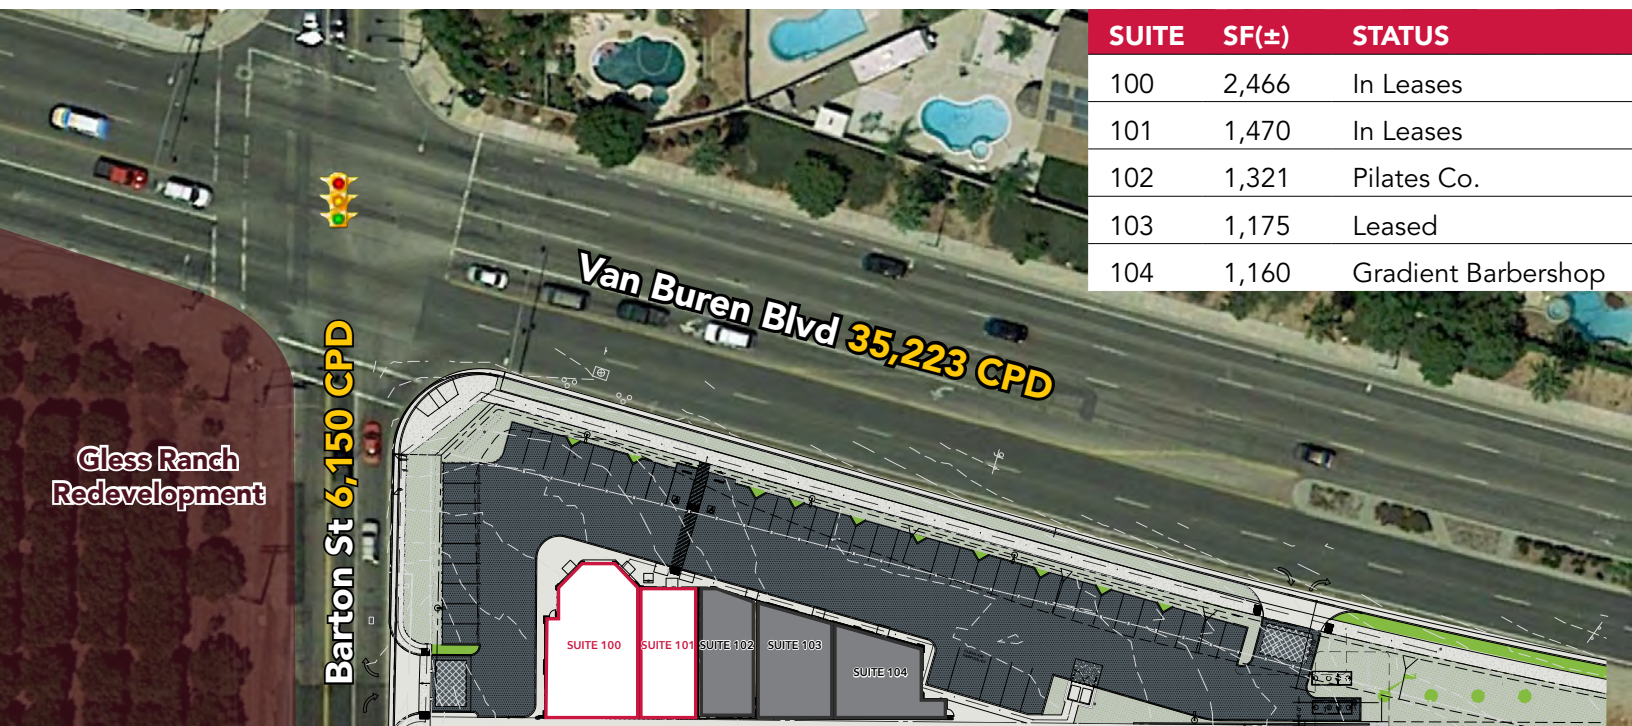 SUITE SF(±) STATUS
100 2,466 In Leases
101 1,470 In Leases
102 1,321 Pilates Co.
103 1,175 Leased
104 1,160 Gradient Barbershop
Van Buren Blvd 35,223 CPD
Barton St 6,150 CPD
Gless Ranch
Redevelopment
SUITE 100
SUITE 101
SUITE 102
SUITE 103
SUITE 104